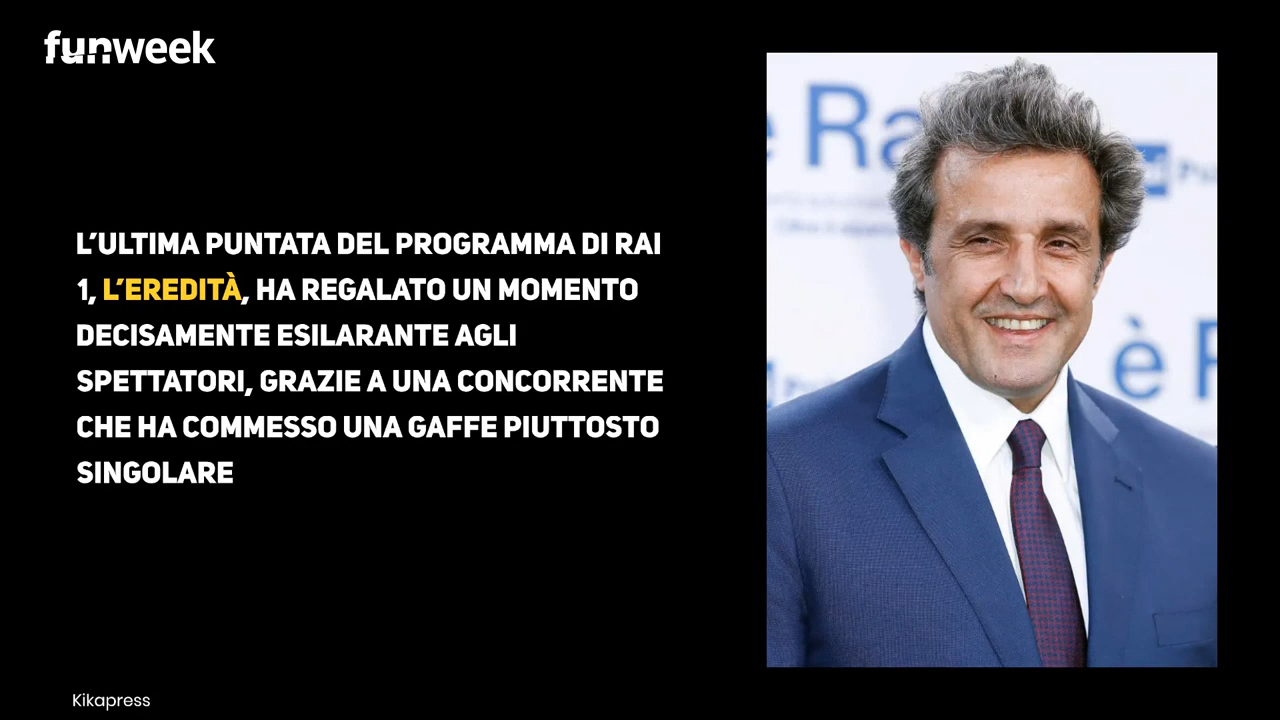 funweek
L'ULTIMA PUNTATA DEL PROGRAMMA DI RAI
1, L'EREDITÀ, HA REGALATO UN MOMENTO
DECISAMENTE ESILARANTE AGLI
SPETTATORI, GRAZIE A UNA CONCORRENTE
CHE HA COMMESSO UNA GAFFE PIUTTOSTO
SINGOLARE
e Ra
è R
Kikapress